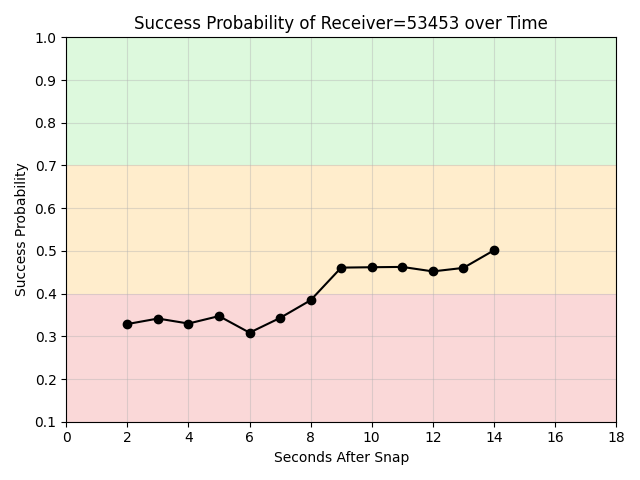 Success Probability of Receiver=53453 over Time
1.0
0.9
0.8
0.7
0.6
0.5
0.4
0.3
0.2
0.1
Success Probability
0 2 4 6 8 10 12 14 16 18
Seconds After Snap